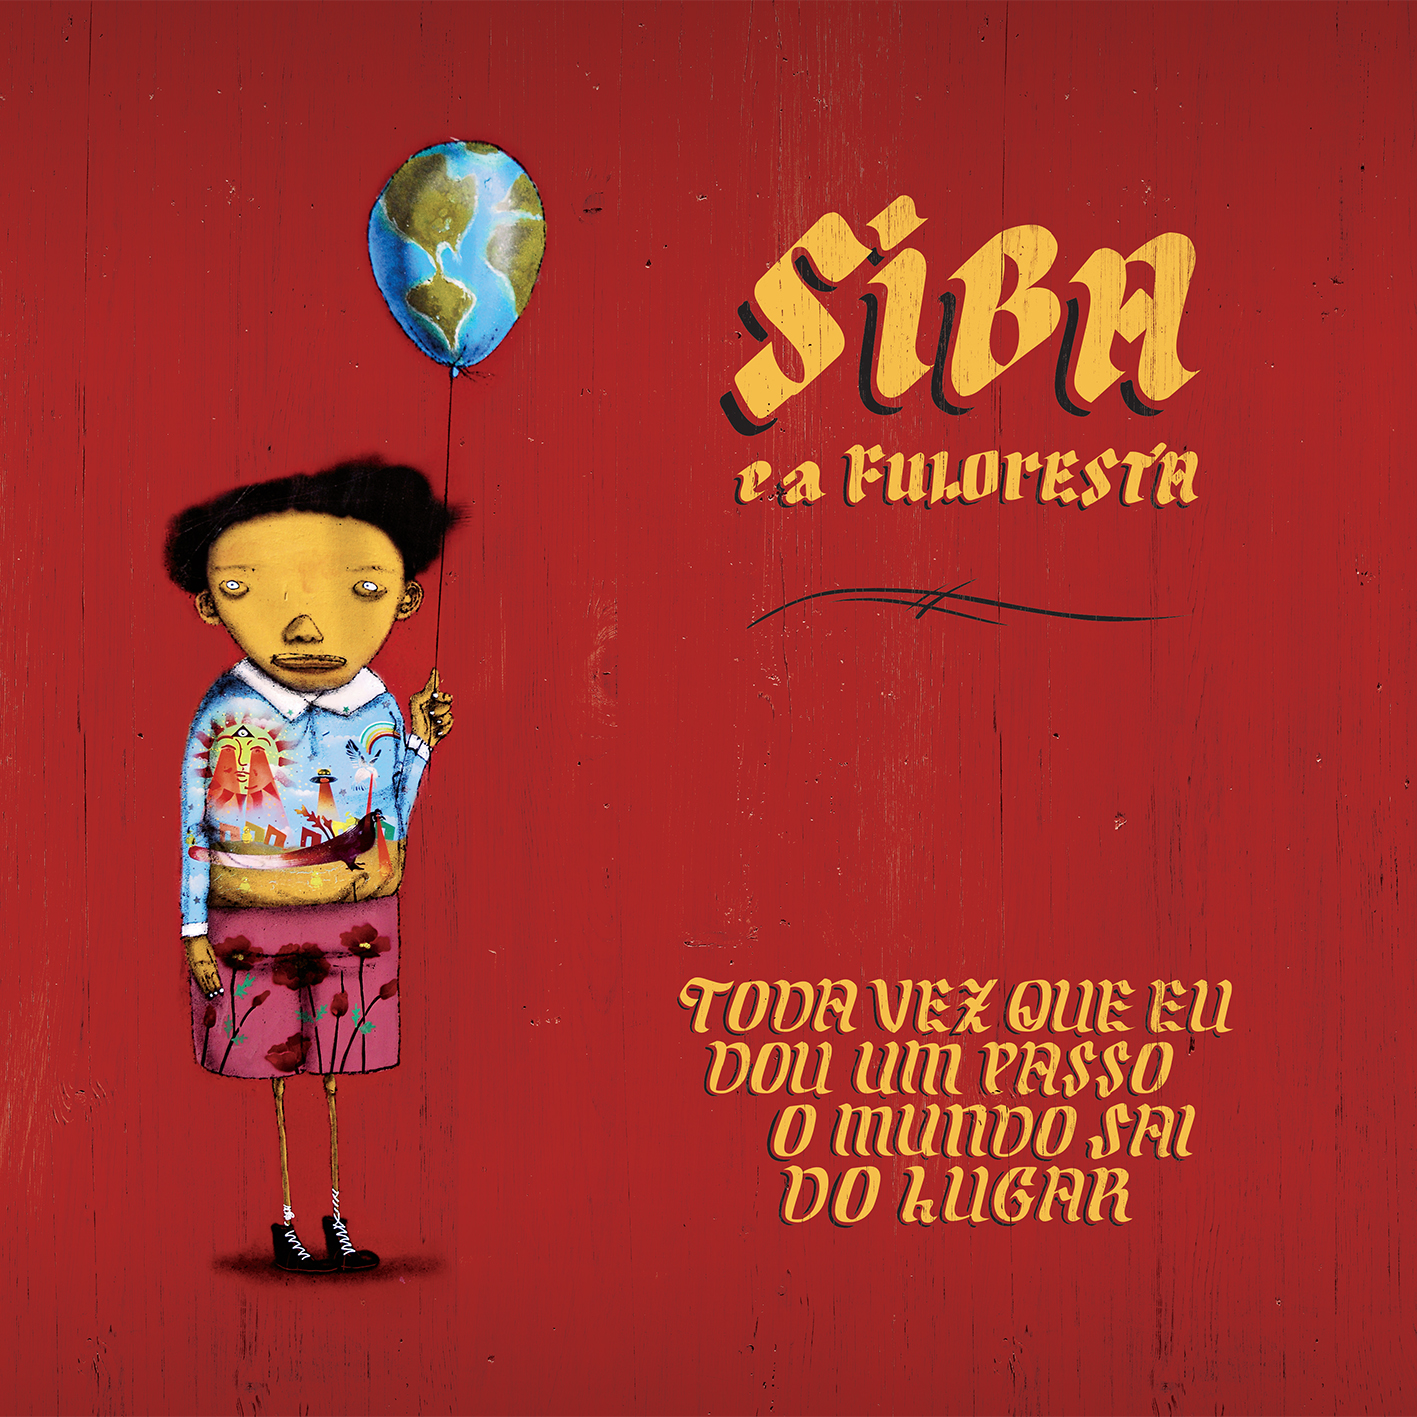 SiBA
e a FULOrESTA
TODA VEZ QUE EU
DOU UM PASSO
O MUNDO SAI
DO LUGAR